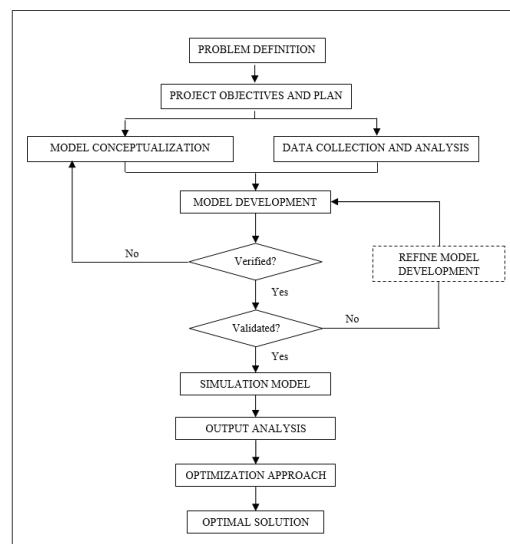 PROBLEM DEFINITION
PROJECT OBJECTIVES AND PLAN
MODEL CONCEPTUALIZATION
DATA COLLECTION AND ANALYSIS
MODEL DEVELOPMENT
No
Verified?
REFINE MODEL
DEVELOPMENT
Yes
Validated?
No
Yes
SIMULATION MODEL
OUTPUT ANALYSIS
OPTIMIZATION APPROACH
OPTIMAL SOLUTION